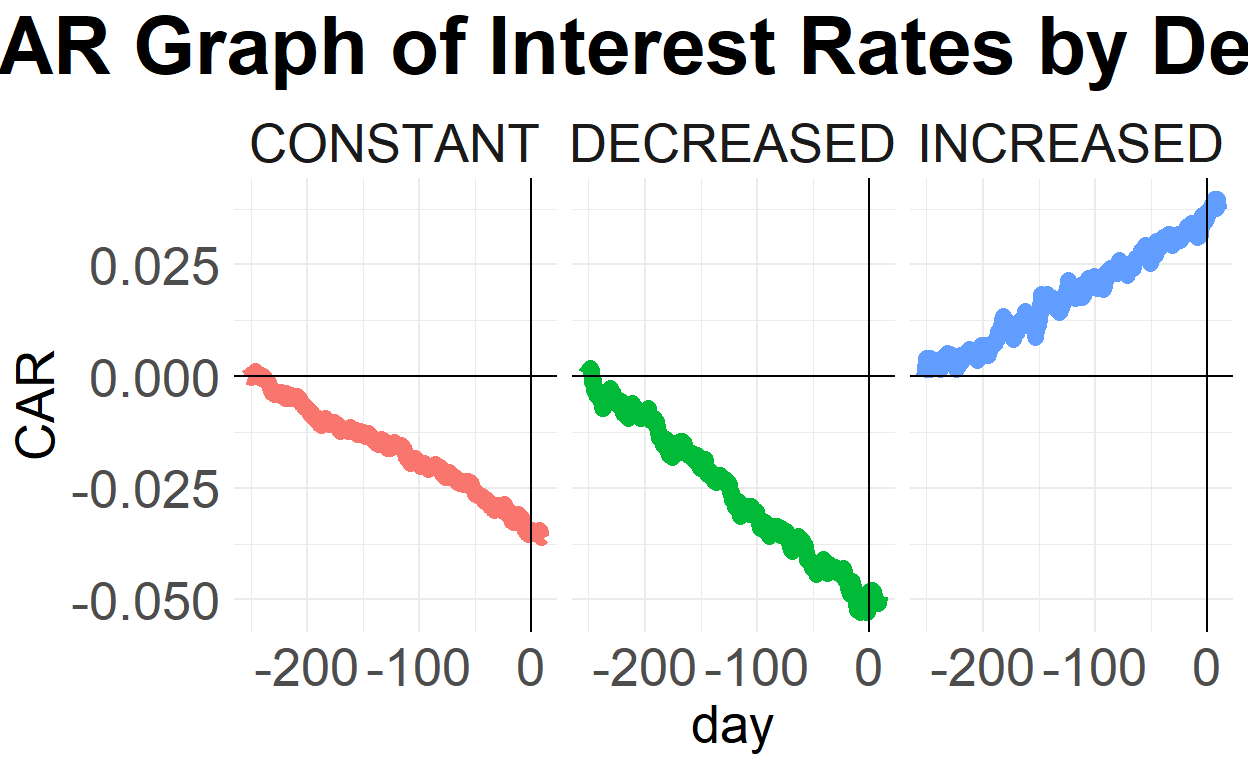 AR Graph of Interest Rates by De
CONSTANT DECREASED INCREASED
0.025
0.000
-0.025
-0.050
CAR
-200 -100 0 -200 -100 0 -200 -100 0
day